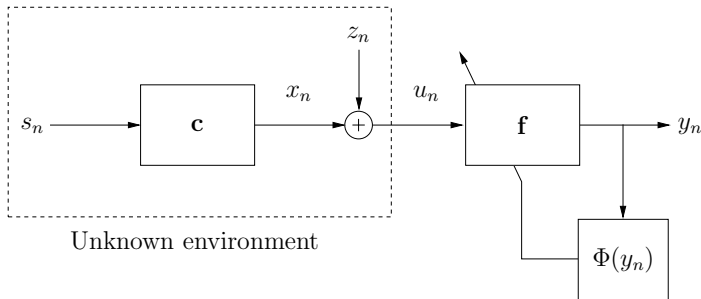 z_n
s_n
c
x_n
+
u_n
f
y_n
Unknown environment
Φ(y_n)